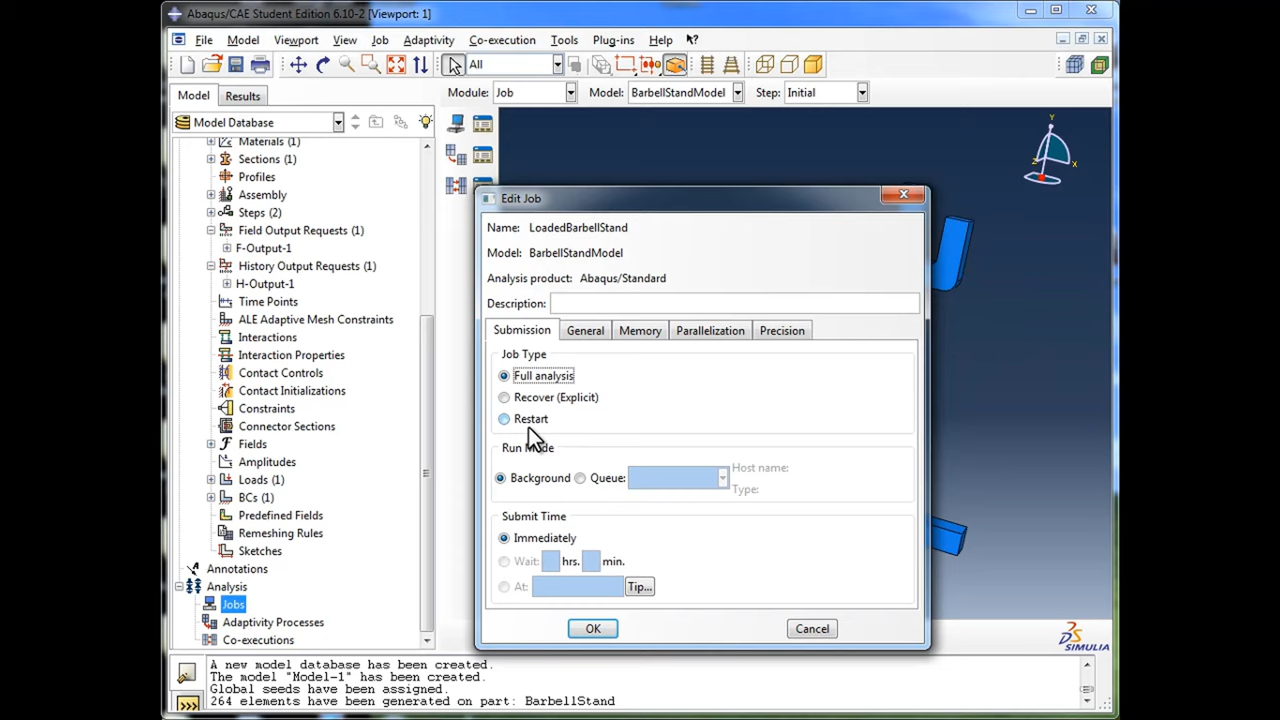 Abaqus/CAE Student Edition 6.10-2 [Viewport: 1]
File Model Viewport View Job Adaptivity Co-execution Tools Plug-ins Help
All
Model Results Module: Job Model: BarbellStandModel Step: Initial
Model Database
Materials (1)
Sections (1)
Profiles
Assembly
Steps (2)
Field Output Requests (1)
F-Output-1
History Output Requests (1)
H-Output-1
Time Points
ALE Adaptive Mesh Constraints
Interactions
Interaction Properties
Contact Controls
Contact Initializations
Constraints
Connector Sections
Fields
Amplitudes
Loads (1)
BCs (1)
Predefined Fields
Remeshing Rules
Sketches
Annotations
Analysis
Jobs
Adaptivity Processes
Co-executions
Y
Z X
Edit Job
Name: LoadedBarbellStand
Model: BarbellStandModel
Analysis product: Abaqus/Standard
Description:
Submission General Memory Parallelization Precision
Job Type
Full analysis
Recover (Explicit)
Restart
Run Mode
Background Queue: Host name:
Type:
Submit Time
Immediately
Wait: hrs. min.
At: Tip...
OK Cancel
DS SIMULIA
A new model database has been created.
The model "Model-1" has been created.
Global seeds have been assigned.
264 elements have been generated on part: BarbellStand
>>>